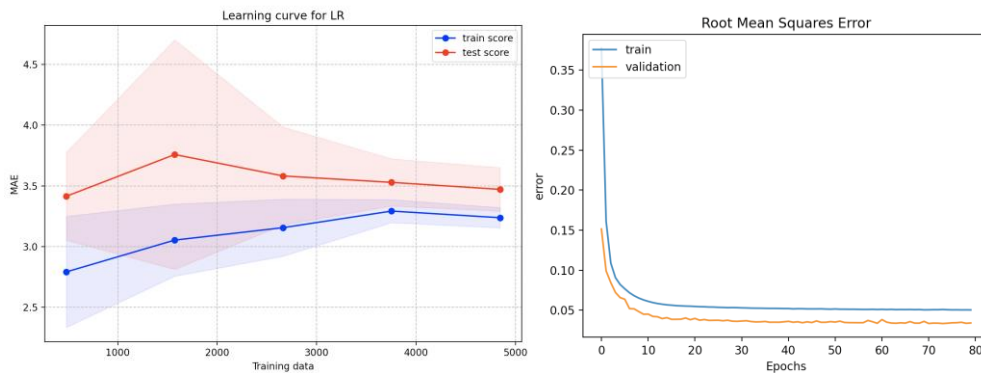 Learning curve for LR
train score
test score
4.5
4.0
3.5
3.0
2.5
MAE
1000 2000 3000 4000 5000
Training data
Root Mean Squares Error
train
validation
0.35
0.30
0.25
0.20
0.15
0.10
0.05
error
0 10 20 30 40 50 60 70 80
Epochs